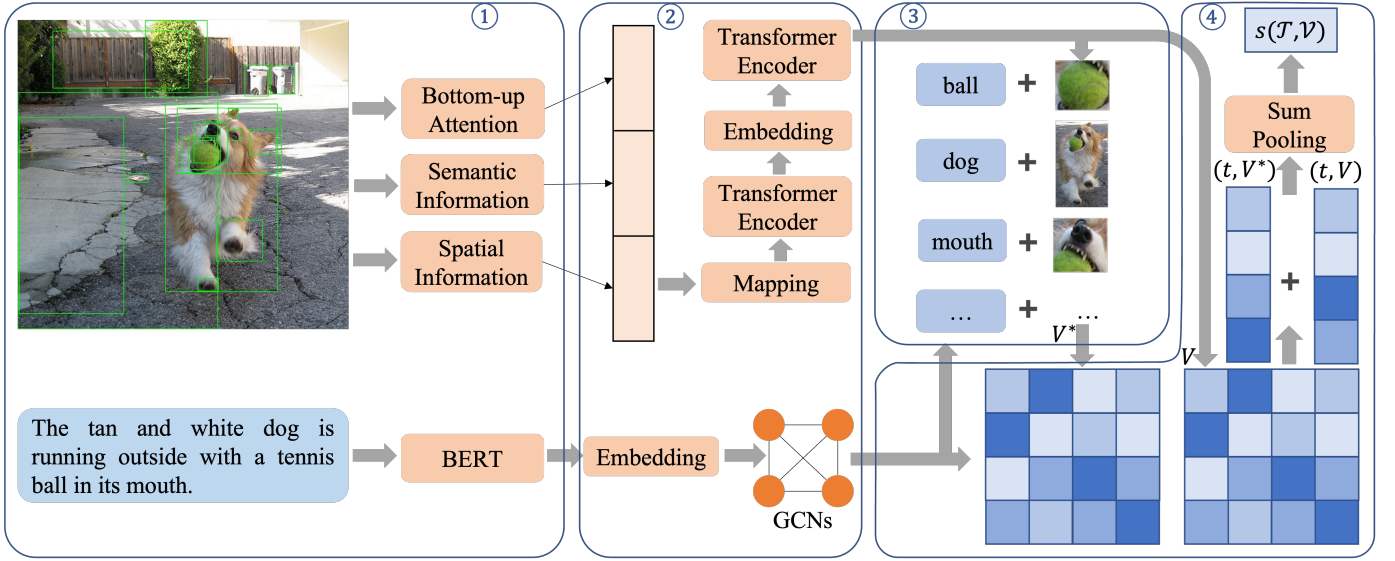 ①
Bottom-up
Attention
Semantic
Information
Spatial
Information
The tan and white dog is
running outside with a tennis
ball in its mouth.
BERT
②
Transformer
Encoder
Embedding
Transformer
Encoder
Mapping
Embedding
GCNs
③
ball +
dog +
mouth +
... + ...
V*
④
s(𝒯,𝒱)
Sum
Pooling
(t, V*) (t, V)
+
V